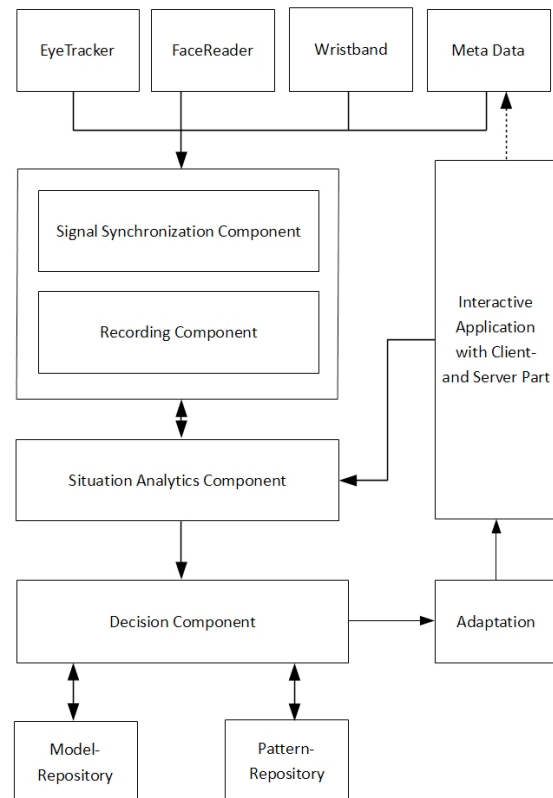 EyeTracker
FaceReader
Wristband
Meta Data
Signal Synchronization Component
Recording Component
Interactive
Application
with Client-
and Server Part
Situation Analytics Component
Decision Component
Adaptation
Model-
Repository
Pattern-
Repository